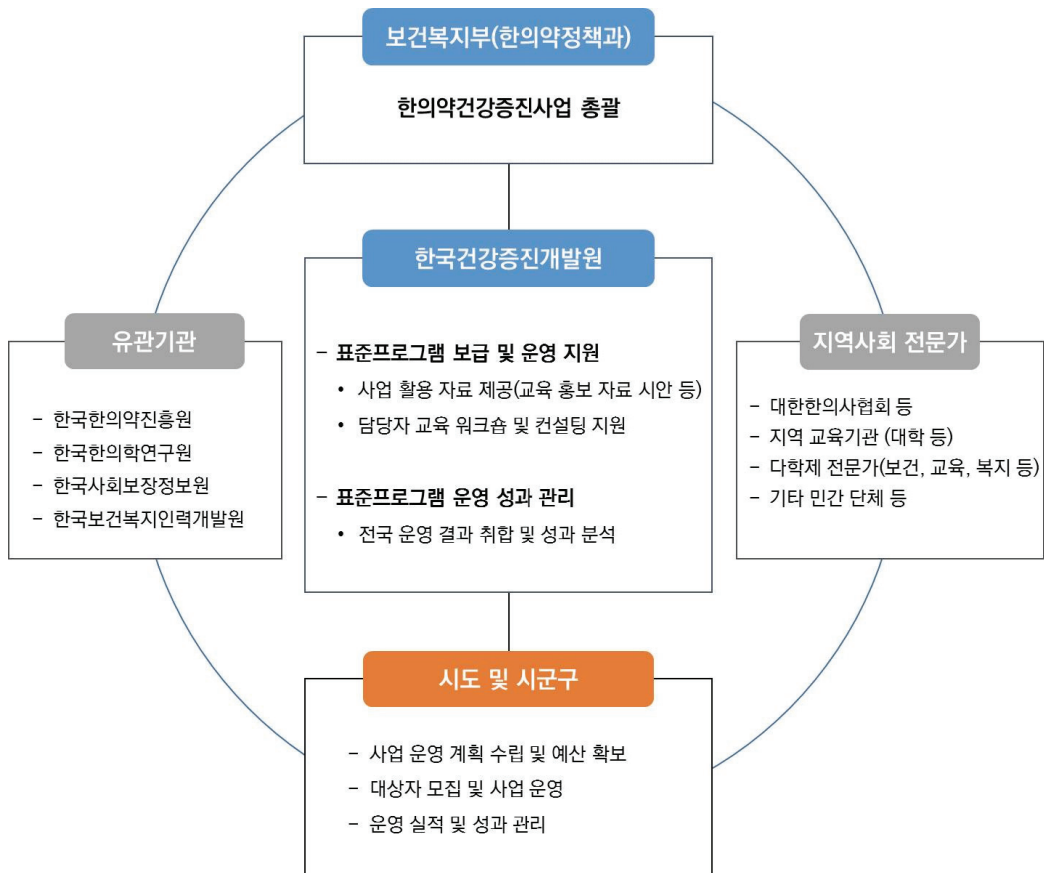 보건복지부(한의약정책과)
한의약건강증진사업 총괄
한국건강증진개발원
- 표준프로그램 보급 및 운영 지원
• 사업 활용 자료 제공(교육 홍보 자료 시안 등)
• 담당자 교육 워크숍 및 컨설팅 지원
- 표준프로그램 운영 성과 관리
• 전국 운영 결과 취합 및 성과 분석
유관기관
- 한국한의약진흥원
- 한국한의학연구원
- 한국사회보장정보원
- 한국보건복지인력개발원
지역사회 전문가
- 대한한의사협회 등
- 지역 교육기관 (대학 등)
- 다학제 전문가(보건, 교육, 복지 등)
- 기타 민간 단체 등
시도 및 시군구
- 사업 운영 계획 수립 및 예산 확보
- 대상자 모집 및 사업 운영
- 운영 실적 및 성과 관리